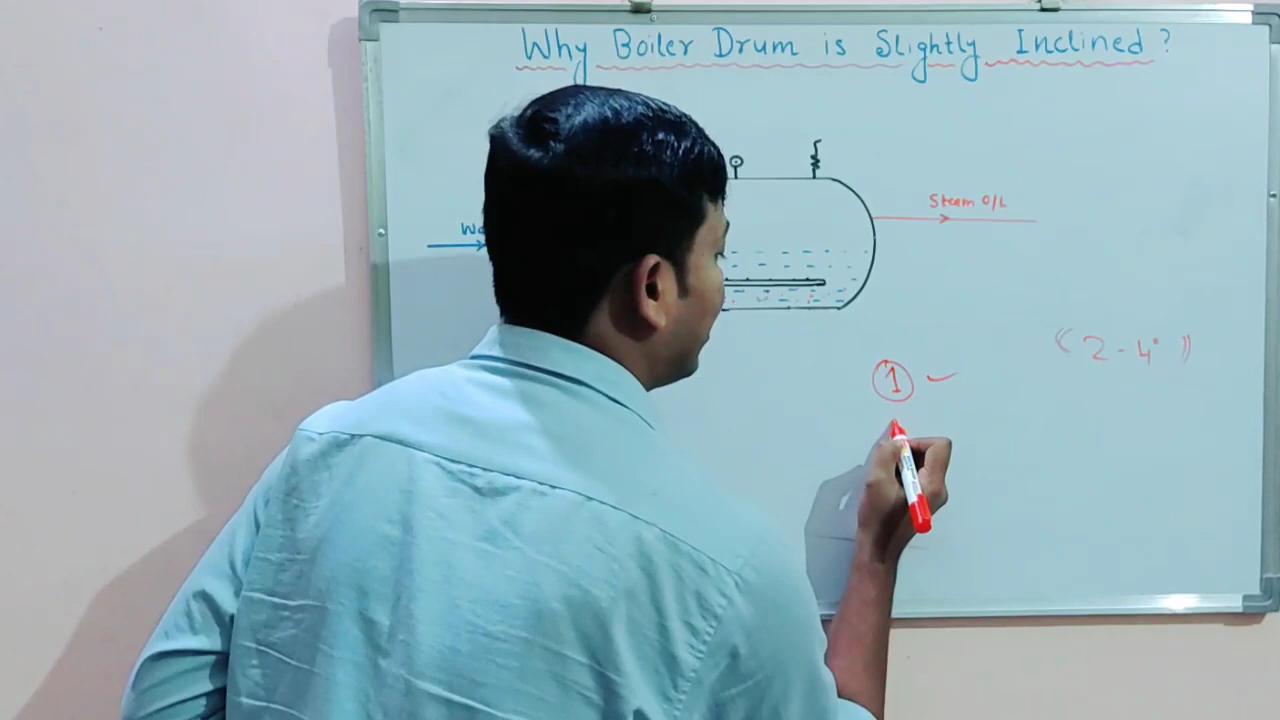 Why Boiler Drum is Slightly Inclined ?
Steam O/L
(( 2 - 4° ))
1